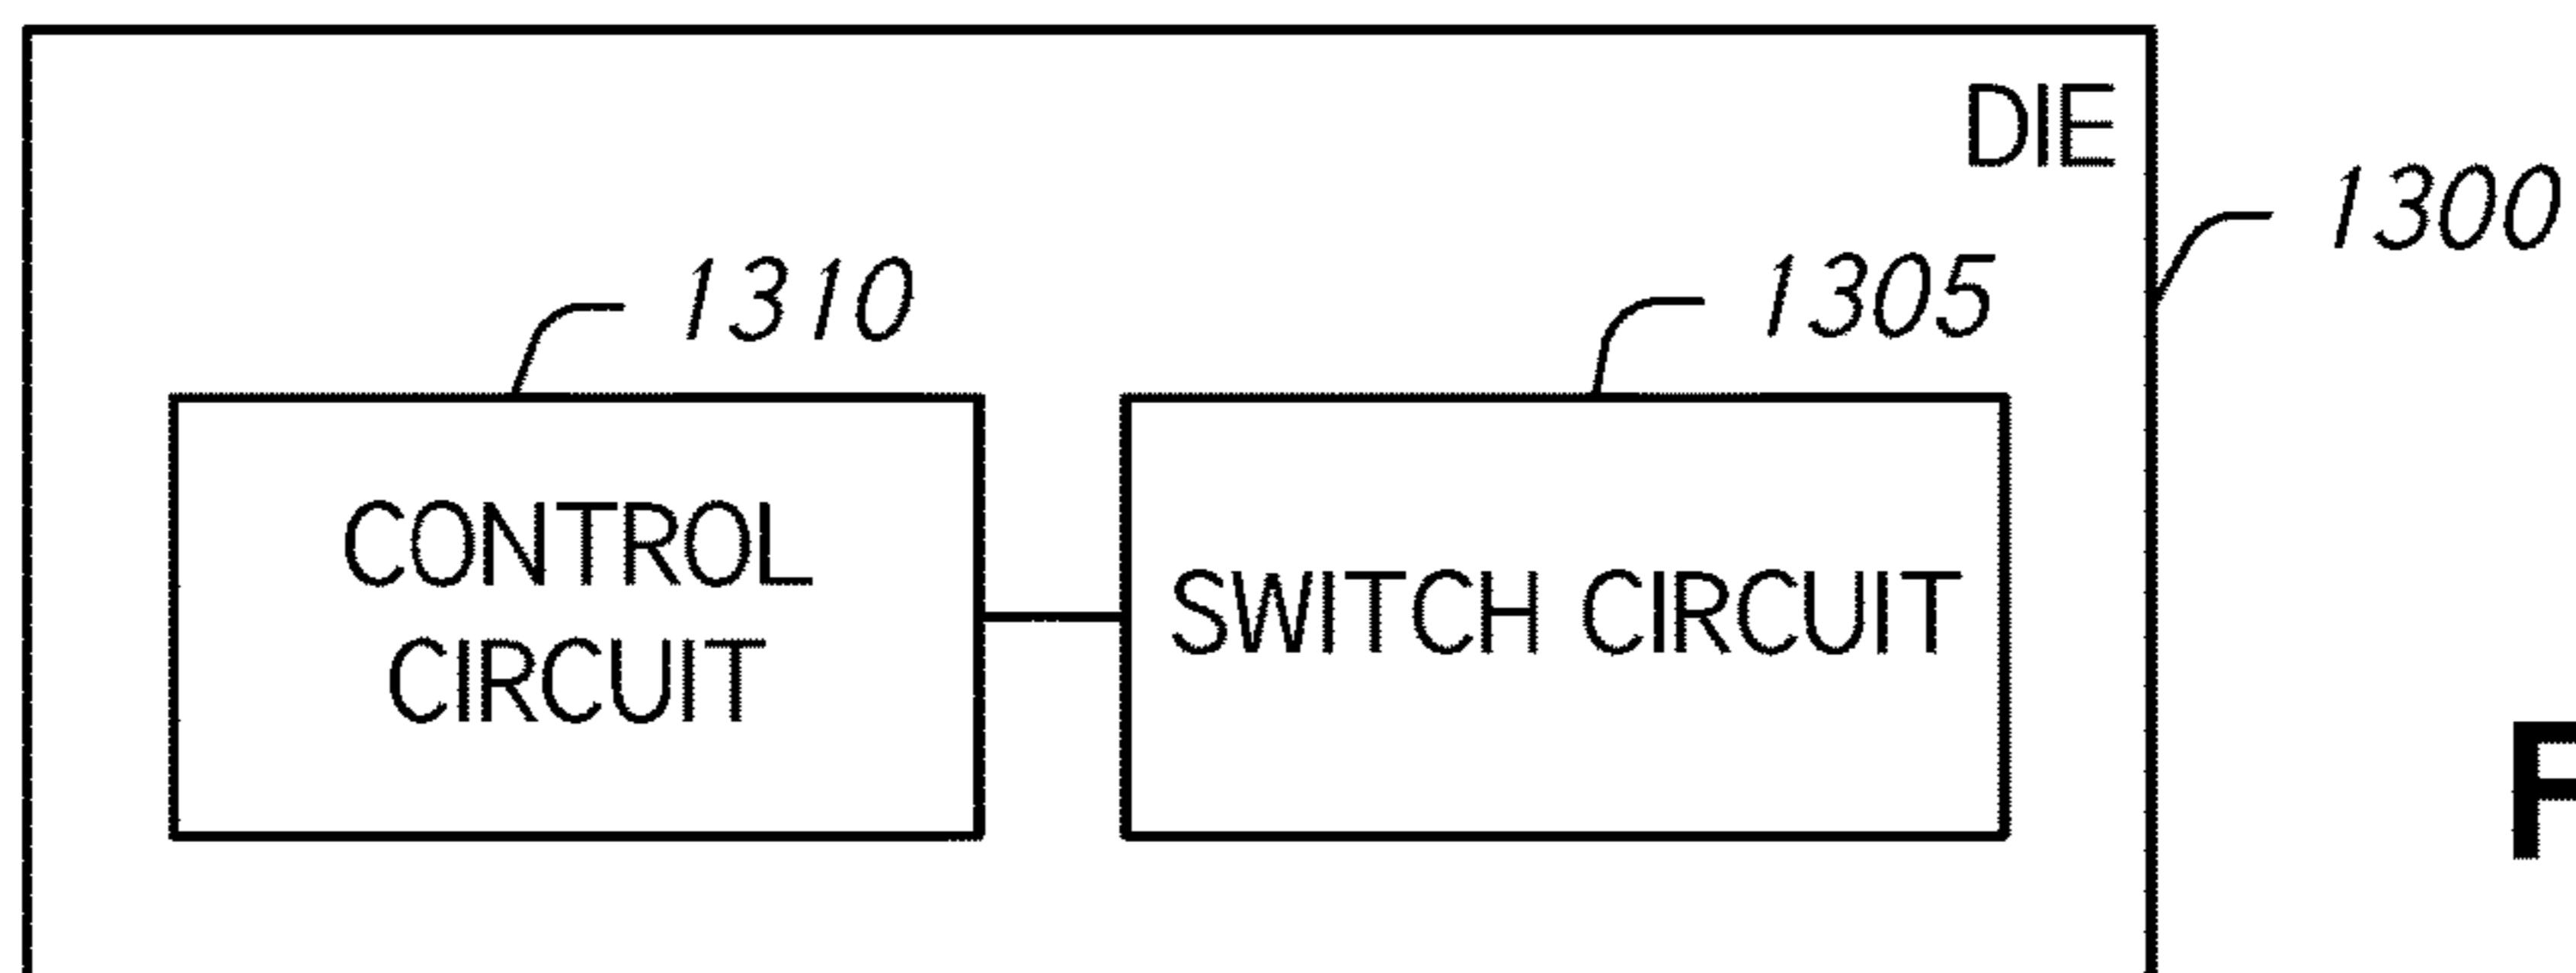 DIE
1300
1310
1305
CONTROL
CIRCUIT
SWITCH CIRCUIT
F